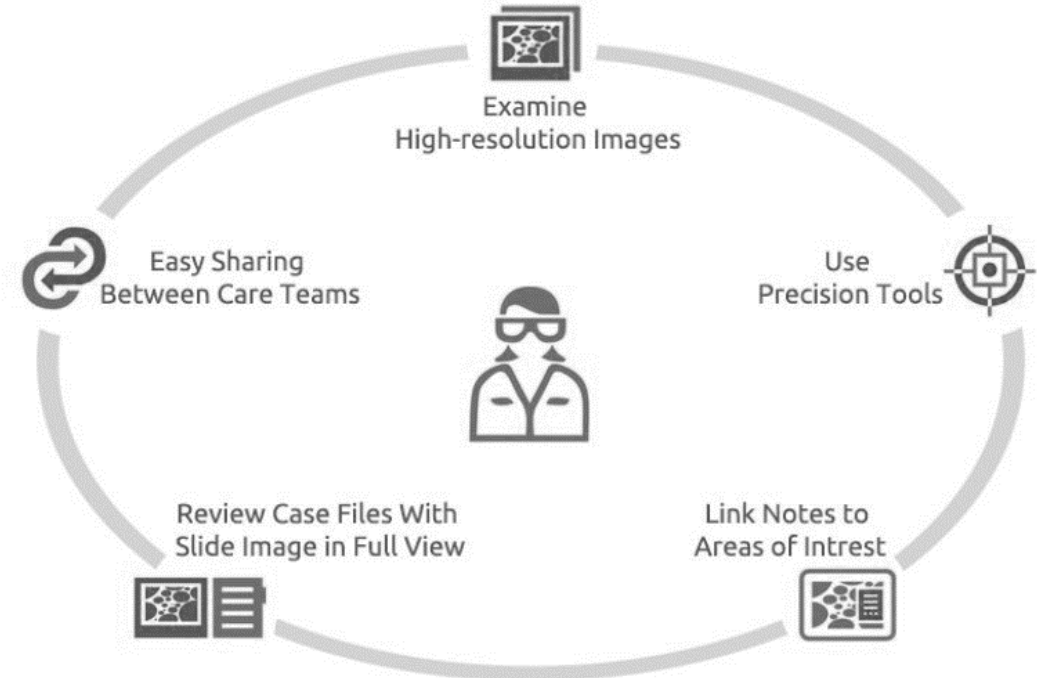 Examine
High-resolution Images
Easy Sharing
Between Care Teams
Use
Precision Tools
Review Case Files With
Slide Image in Full View
Link Notes to
Areas of Intrest